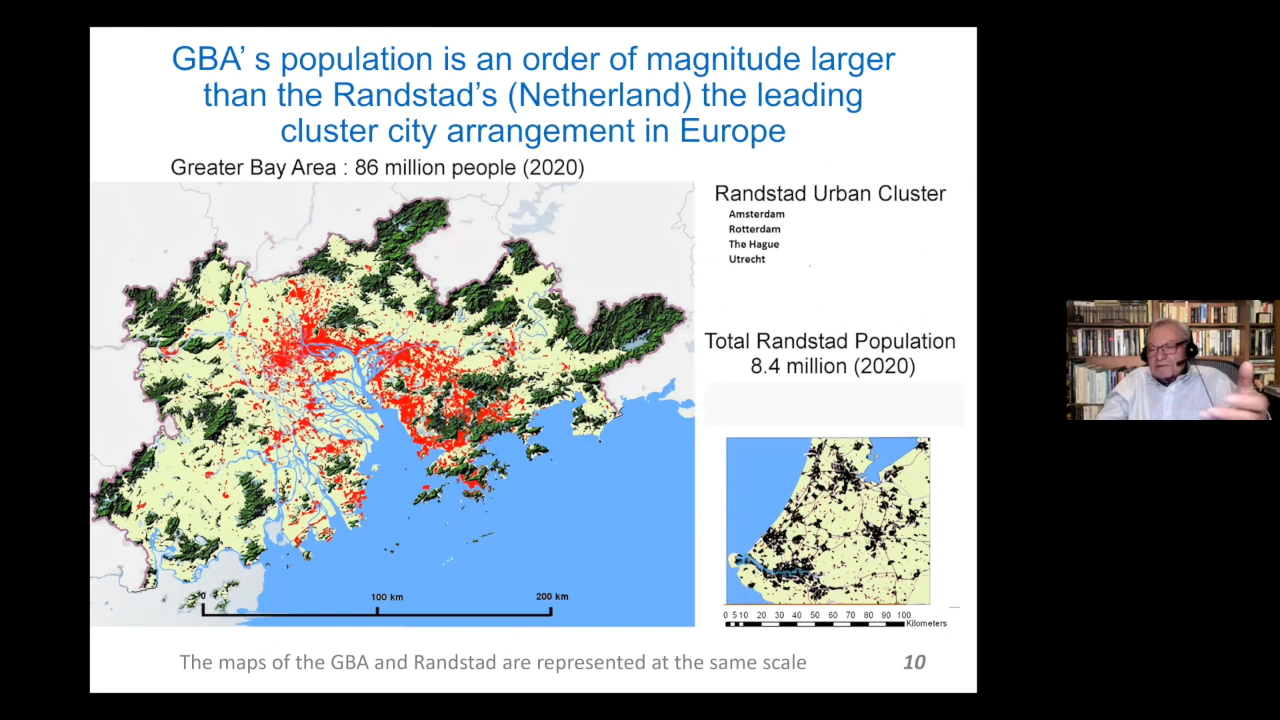 GBA' s population is an order of magnitude larger
than the Randstad's (Netherland) the leading
cluster city arrangement in Europe
Greater Bay Area : 86 million people (2020)
Randstad Urban Cluster
Amsterdam
Rotterdam
The Hague
Utrecht
Total Randstad Population
8.4 million (2020)
0 100 km 200 km
0 5 10 20 30 40 50 60 70 80 90 100
Kilometers
The maps of the GBA and Randstad are represented at the same scale
10